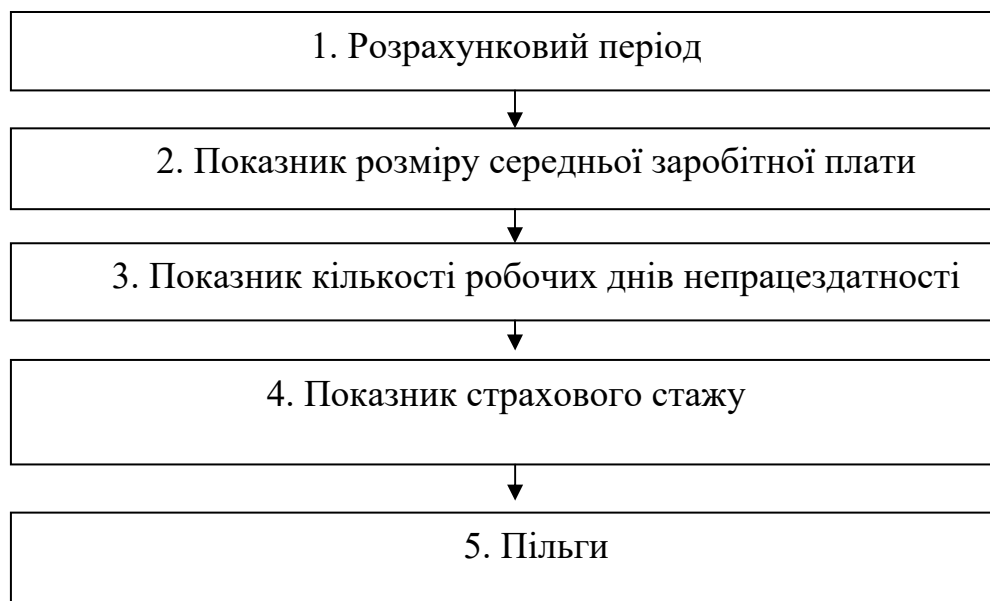 1. Розрахунковий період
2. Показник розміру середньої заробітної плати
3. Показник кількості робочих днів непрацездатності
4. Показник страхового стажу
5. Пільги